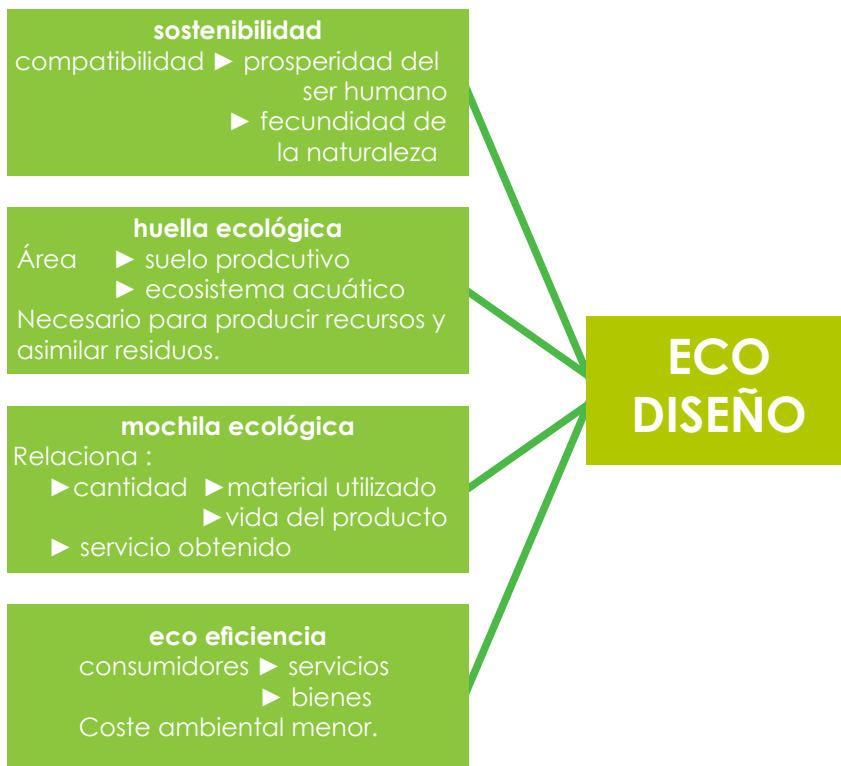 sostenibilidad
compatibilidad ► prosperidad del
ser humano
► fecundidad de
la naturaleza
huella ecológica
Área ► suelo prodcutivo
► ecosistema acuático
Necesario para producir recursos y
asimilar residuos.
mochila ecológica
Relaciona :
►cantidad ►material utilizado
►vida del producto
► servicio obtenido
eco eficiencia
consumidores ► servicios
► bienes
Coste ambiental menor.
ECO
DISEÑO